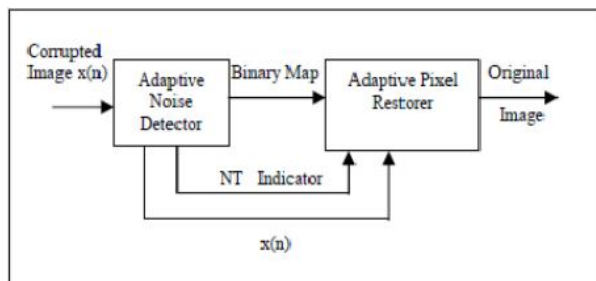 Corrupted
Image x(n)
Adaptive
Noise
Detector
Binary Map
Adaptive Pixel
Restorer
Original
Image
NT Indicator
x(n)